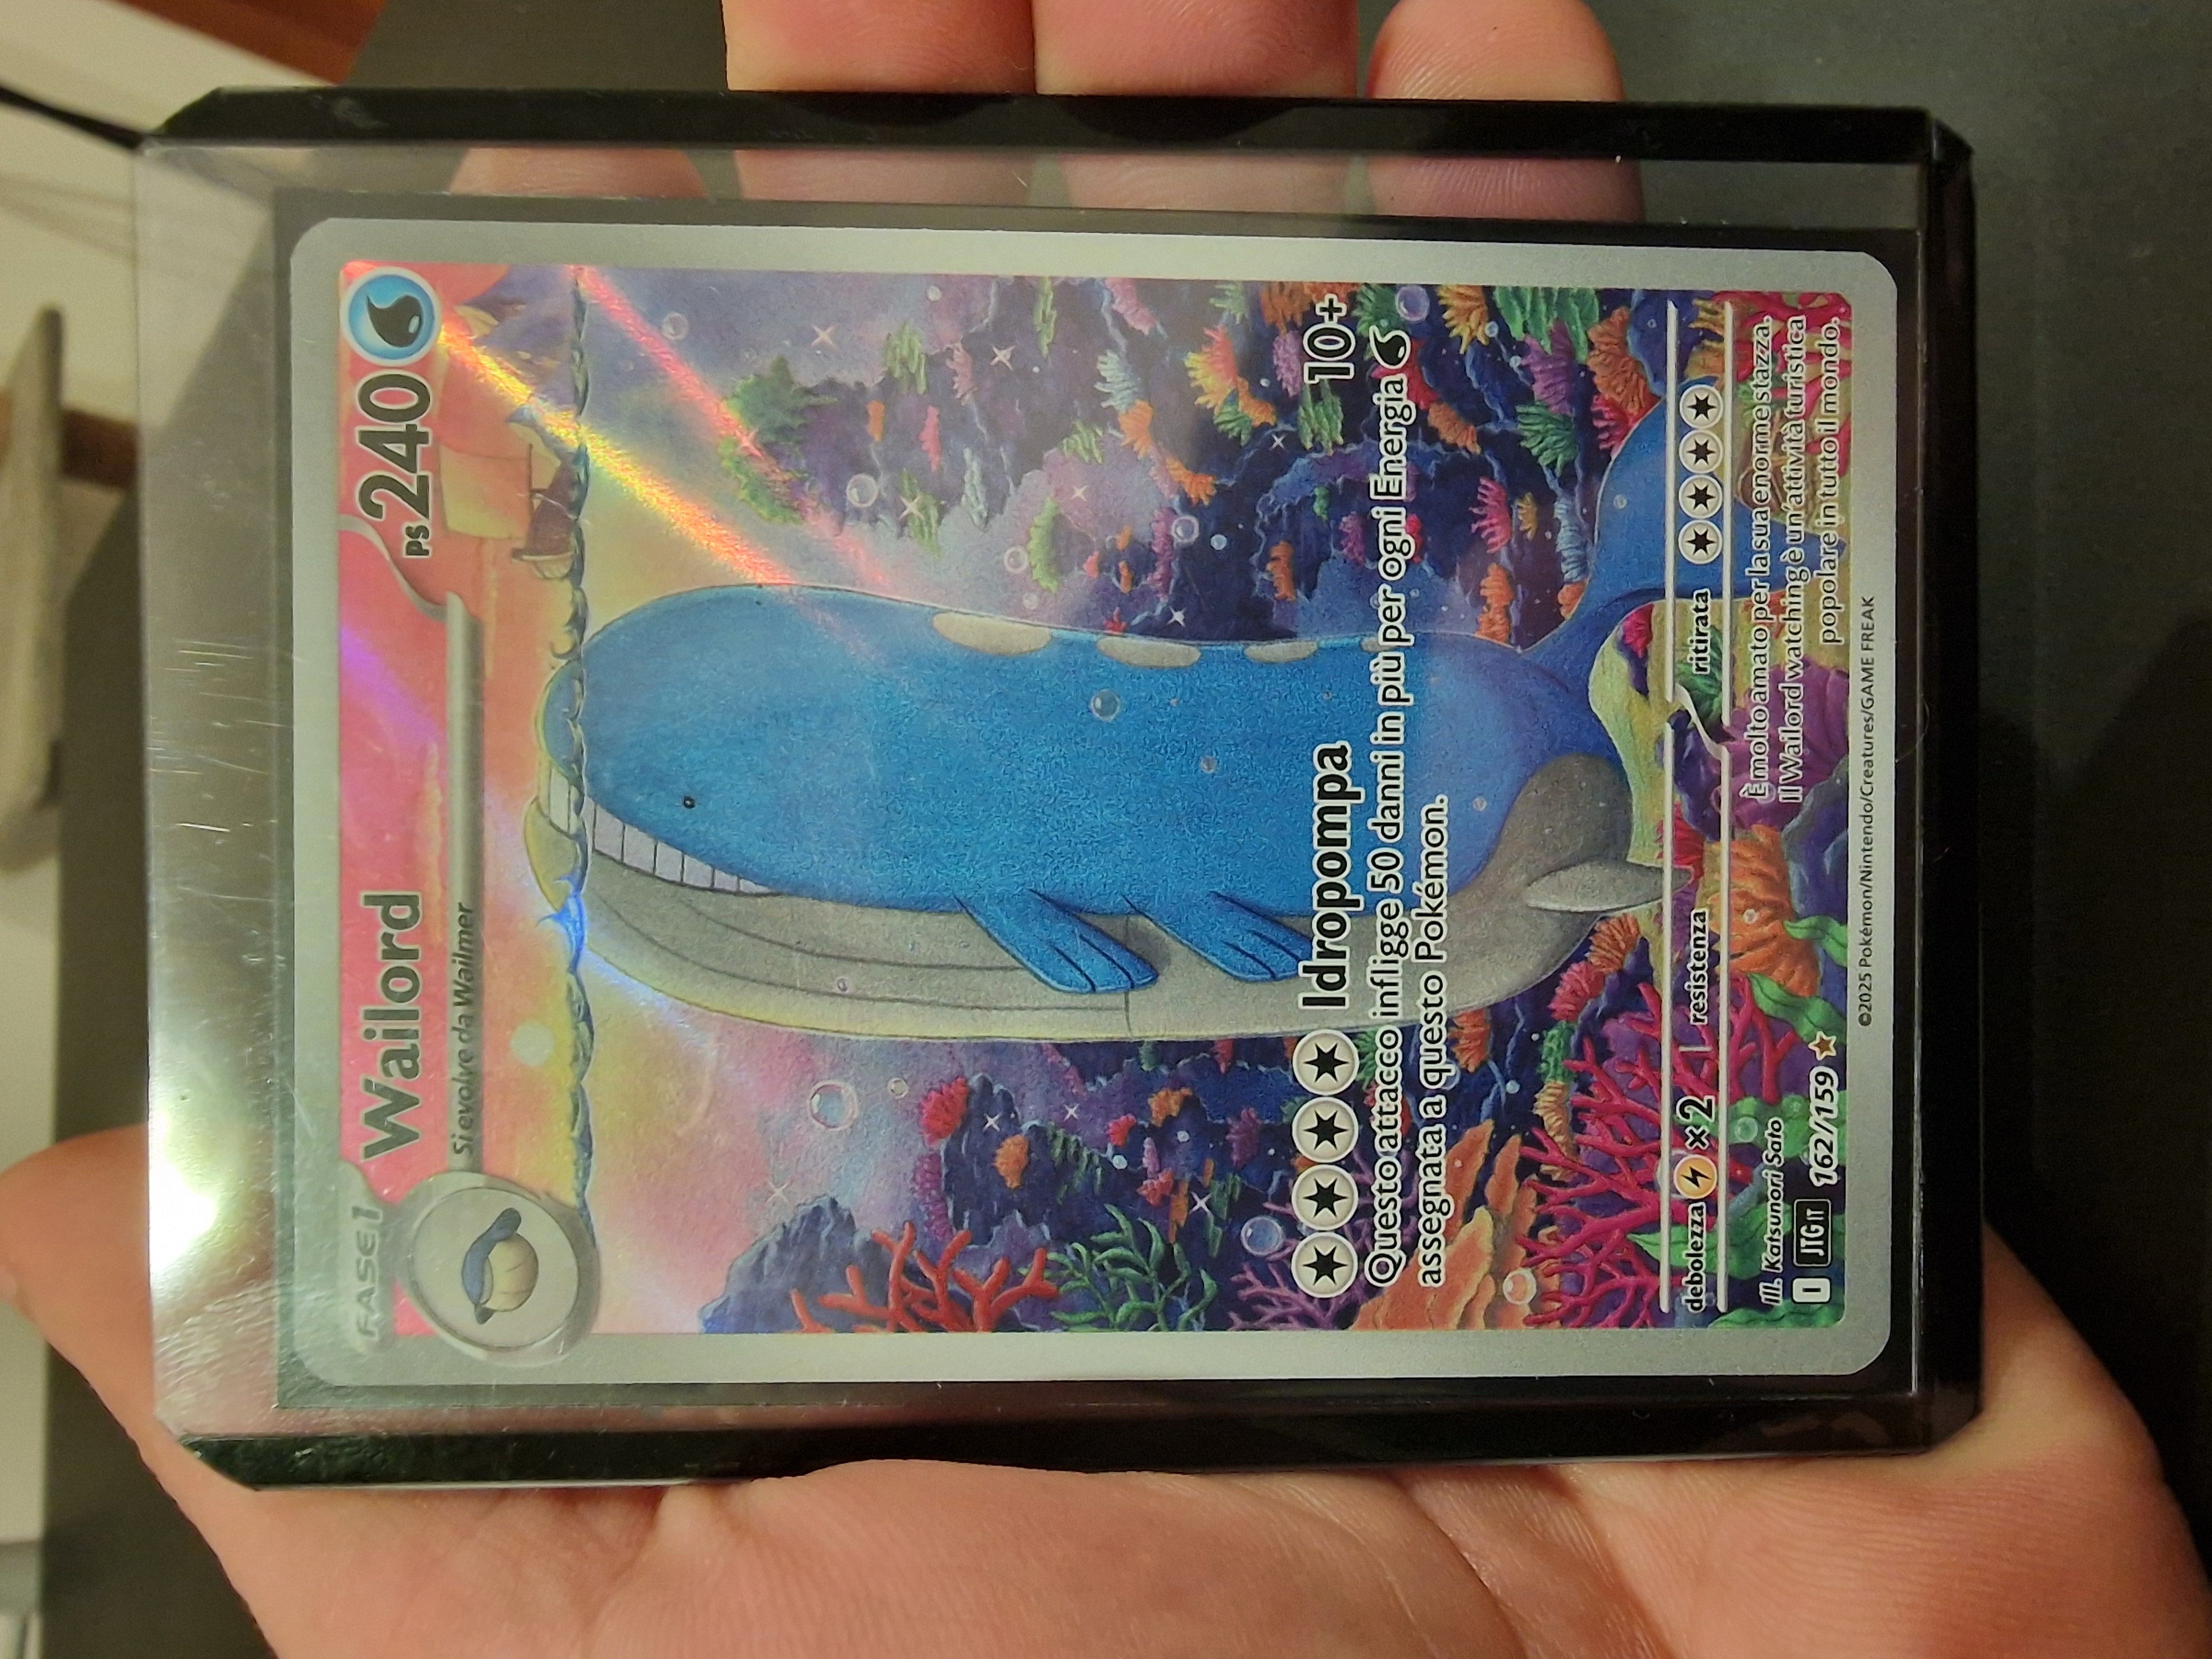 FASE 1
Wailord
PS 240
Si evolve da Wailmer
Idropompa 10+
Questo attacco infligge 50 danni in più per ogni Energia
assegnata a questo Pokémon.
debolezza ×2 resistenza ritirata
Ill. Katsunori Sato
I JTG IT 162/159
È molto amato per la sua enorme stazza.
Il Wailord watching è un'attività turistica
popolare in tutto il mondo.
©2025 Pokémon/Nintendo/Creatures/GAME FREAK